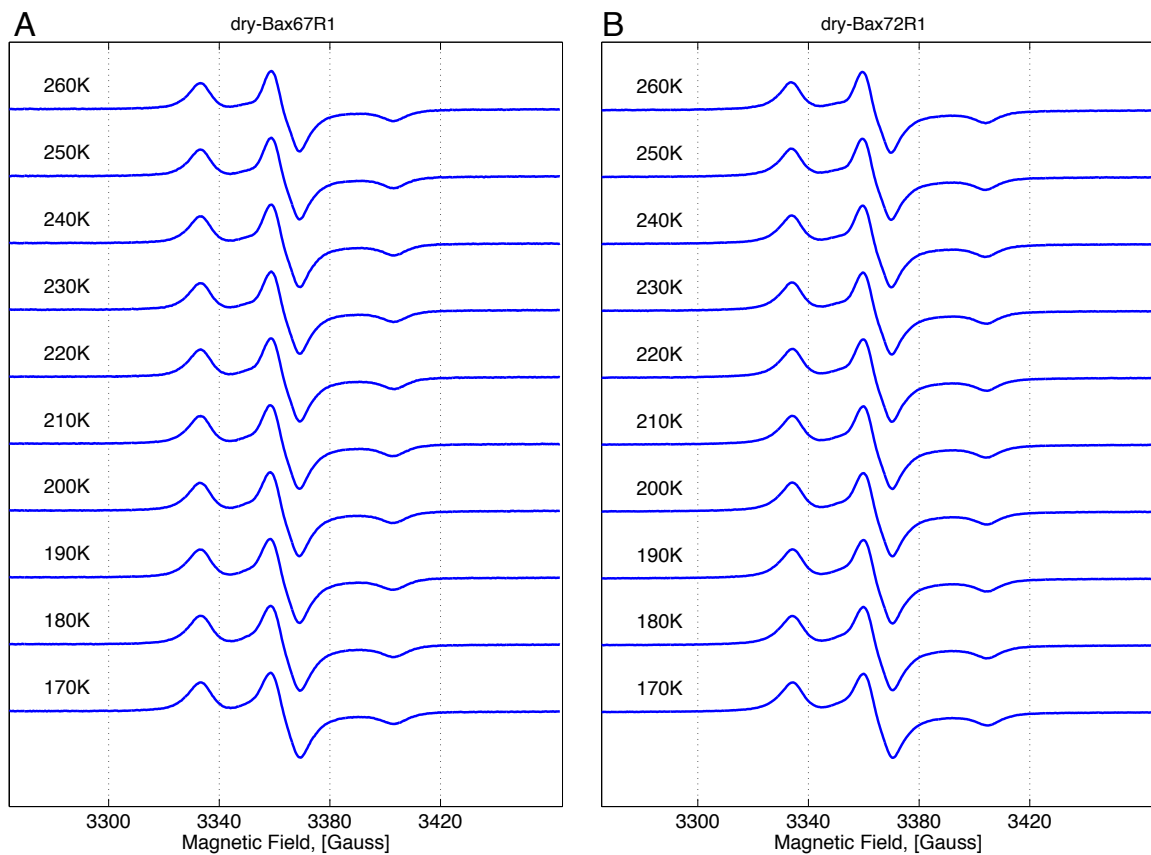 A
dry-Bax67R1
260K
250K
240K
230K
220K
210K
200K
190K
180K
170K
3300 3340 3380 3420
Magnetic Field, [Gauss]
B
dry-Bax72R1
260K
250K
240K
230K
220K
210K
200K
190K
180K
170K
3300 3340 3380 3420
Magnetic Field, [Gauss]